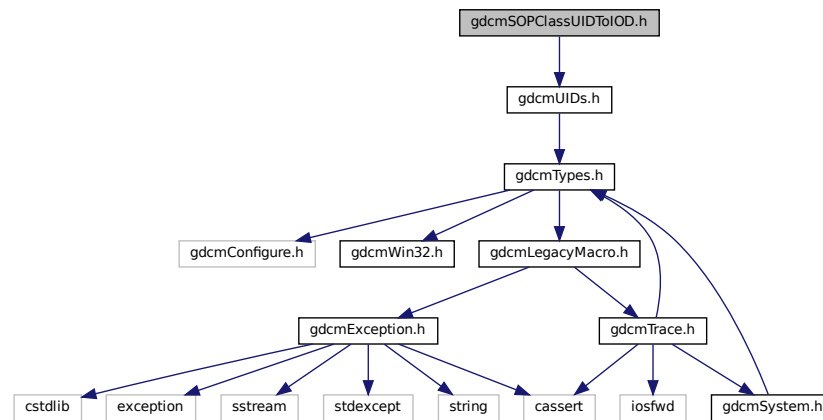 gdcmSOPClassUIDToIOD.h
gdcmUIDs.h
gdcmTypes.h
gdcmConfigure.h
gdcmWin32.h
gdcmLegacyMacro.h
gdcmException.h
gdcmTrace.h
cstdlib
exception
sstream
stdexcept
string
cassert
iosfwd
gdcmSystem.h